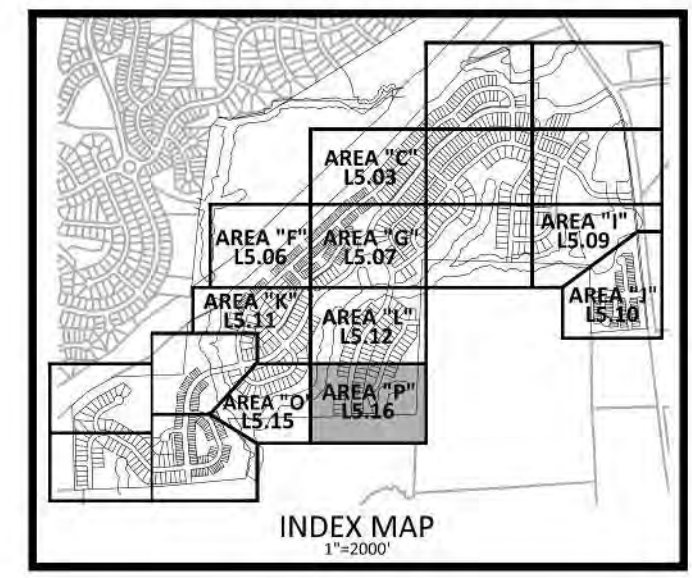 AREA "C"
L5.03
AREA "F"
L5.06
AREA "G"
L5.07
AREA "I"
L5.09
AREA "J"
L5.10
AREA "K"
L5.11
AREA "L"
L5.12
AREA "O"
L5.15
AREA "P"
L5.16
INDEX MAP
1"=2000'